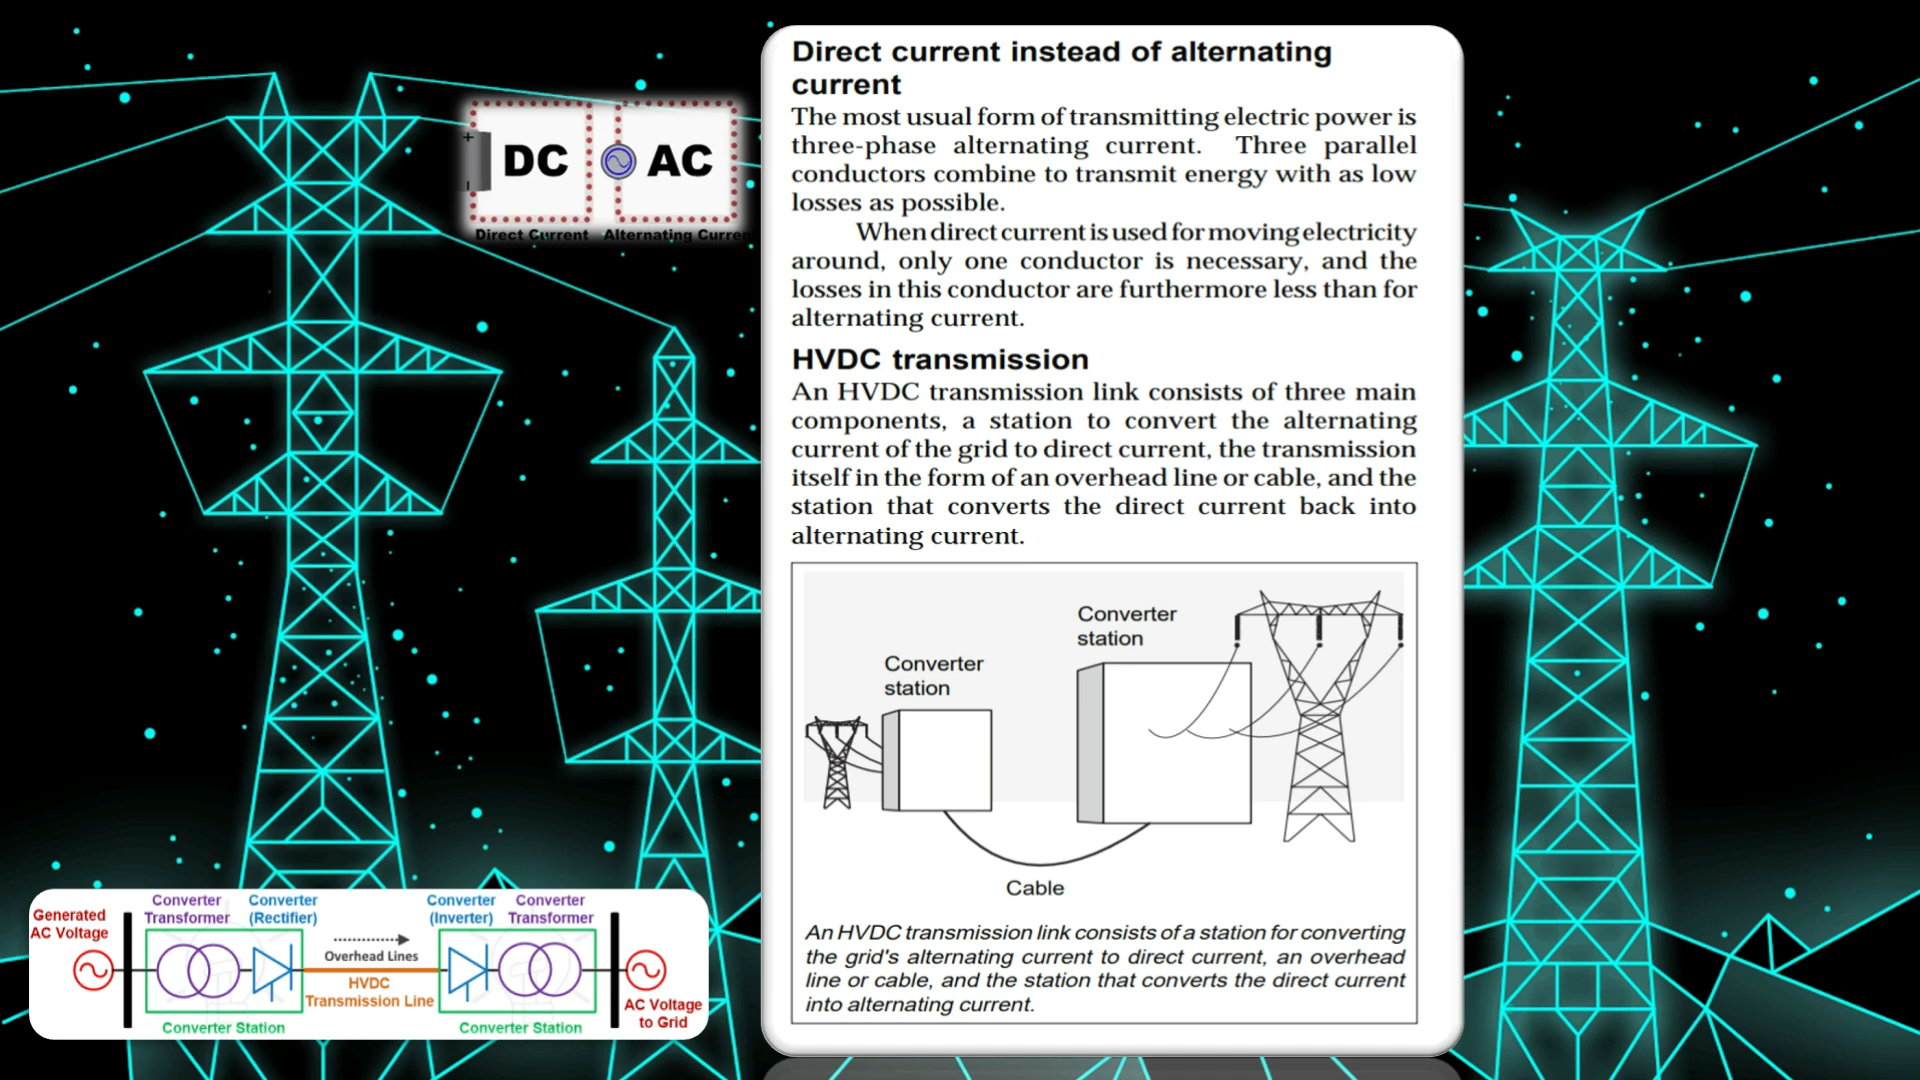 DC
AC
Direct Current
Alternating Curren
Direct current instead of alternating
current
The most usual form of transmitting electric power is
three-phase alternating current. Three parallel
conductors combine to transmit energy with as low
losses as possible.
When direct current is used for moving electricity
around, only one conductor is necessary, and the
losses in this conductor are furthermore less than for
alternating current.
HVDC transmission
An HVDC transmission link consists of three main
components, a station to convert the alternating
current of the grid to direct current, the transmission
itself in the form of an overhead line or cable, and the
station that converts the direct current back into
alternating current.
Converter
station
Converter
station
Cable
An HVDC transmission link consists of a station for converting
the grid's alternating current to direct current, an overhead
line or cable, and the station that converts the direct current
into alternating current.
Generated
AC Voltage
Converter
Transformer
Converter
(Rectifier)
Overhead Lines
HVDC
Transmission Line
Converter
(Inverter)
Converter
Transformer
AC Voltage
to Grid
Converter Station
Converter Station